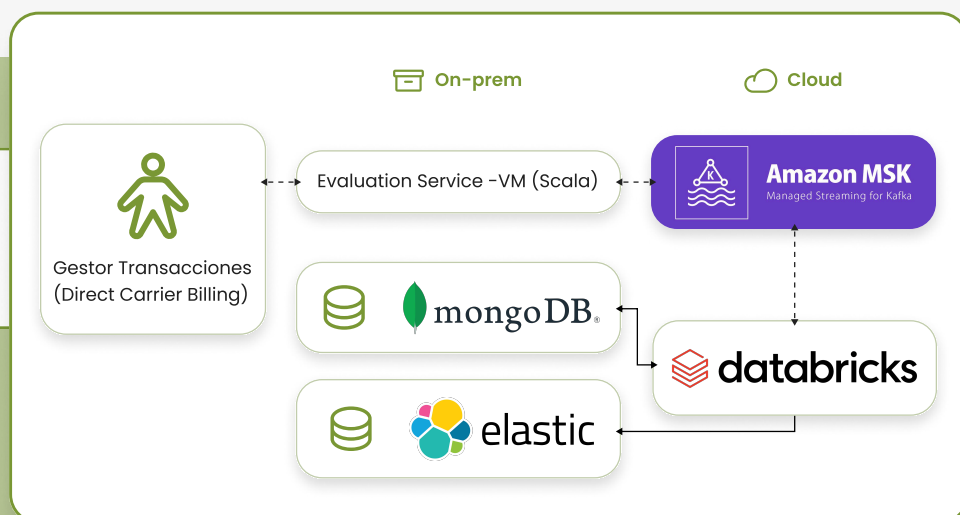 On-prem
Cloud
Gestor Transacciones
(Direct Carrier Billing)
Evaluation Service -VM (Scala)
K
Amazon MSK
Managed Streaming for Kafka
mongoDB®
databricks
elastic